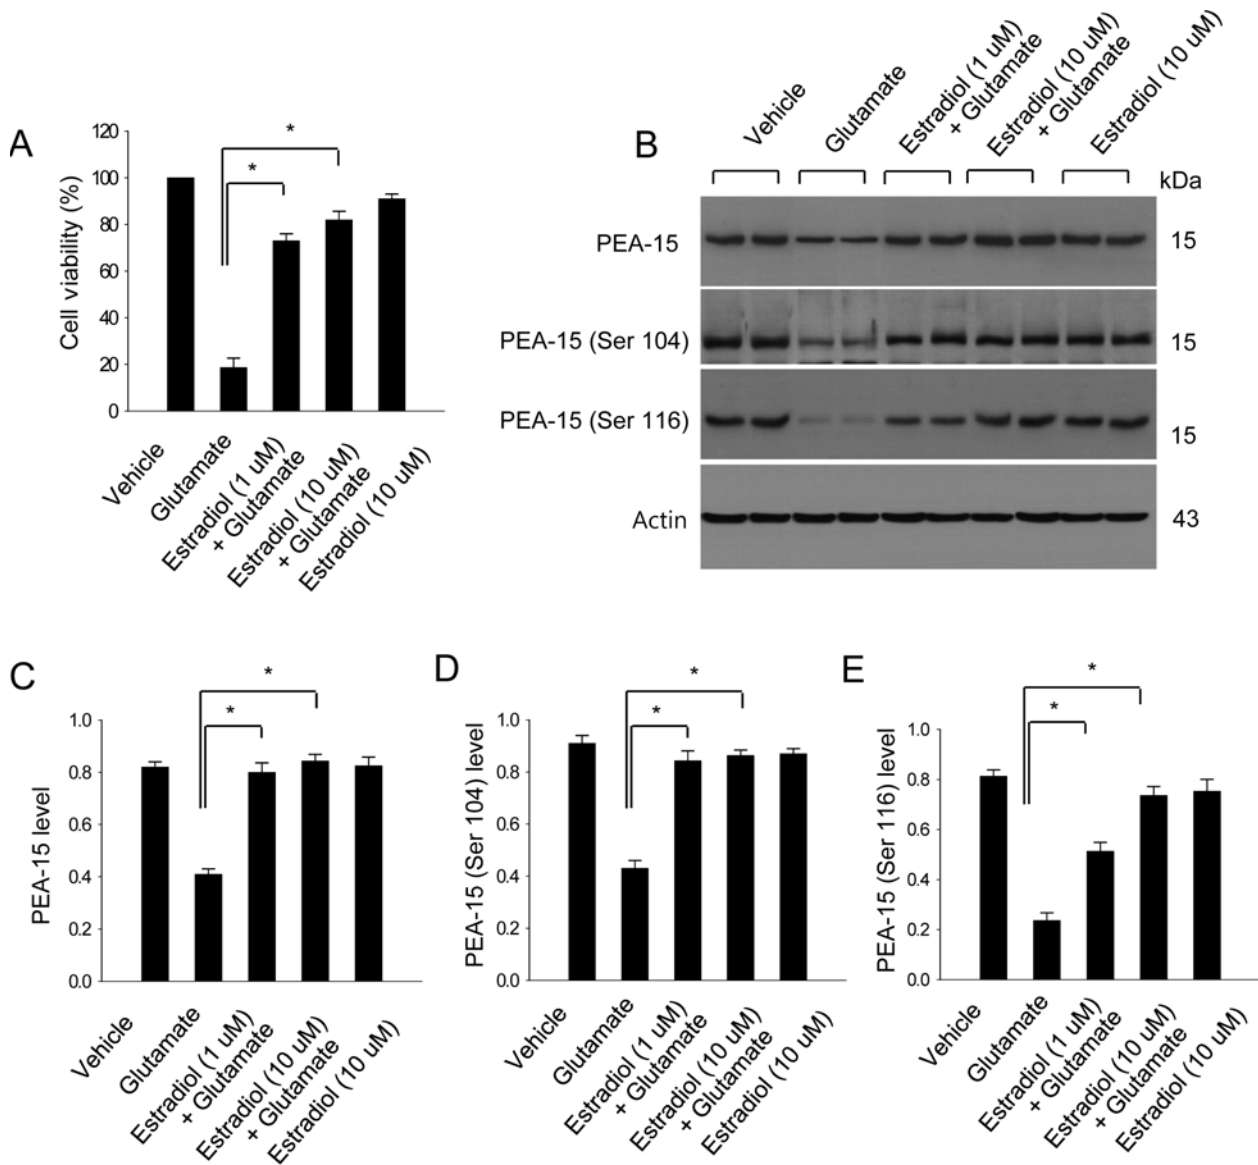 A
Cell viability (%)
120
100
80
60
40
20
0
*
*
Vehicle
Glutamate
Estradiol (1 uM)
+ Glutamate
Estradiol (10 uM)
+ Glutamate
Estradiol (10 uM)
B
Vehicle
Glutamate
Estradiol (1 uM)
+ Glutamate
Estradiol (10 uM)
+ Glutamate
Estradiol (10 uM)
kDa
PEA-15
15
PEA-15 (Ser 104)
15
PEA-15 (Ser 116)
15
Actin
43
C
PEA-15 level
1.0
0.8
0.6
0.4
0.2
0.0
*
*
Vehicle
Glutamate
Estradiol (1 uM)
+ Glutamate
Estradiol (10 uM)
+ Glutamate
Estradiol (10 uM)
D
PEA-15 (Ser 104) level
1.0
0.8
0.6
0.4
0.2
0.0
*
*
Vehicle
Glutamate
Estradiol (1 uM)
+ Glutamate
Estradiol (10 uM)
+ Glutamate
Estradiol (10 uM)
E
PEA-15 (Ser 116) level
1.0
0.8
0.6
0.4
0.2
0.0
*
*
Vehicle
Glutamate
Estradiol (1 uM)
+ Glutamate
Estradiol (10 uM)
+ Glutamate
Estradiol (10 uM)